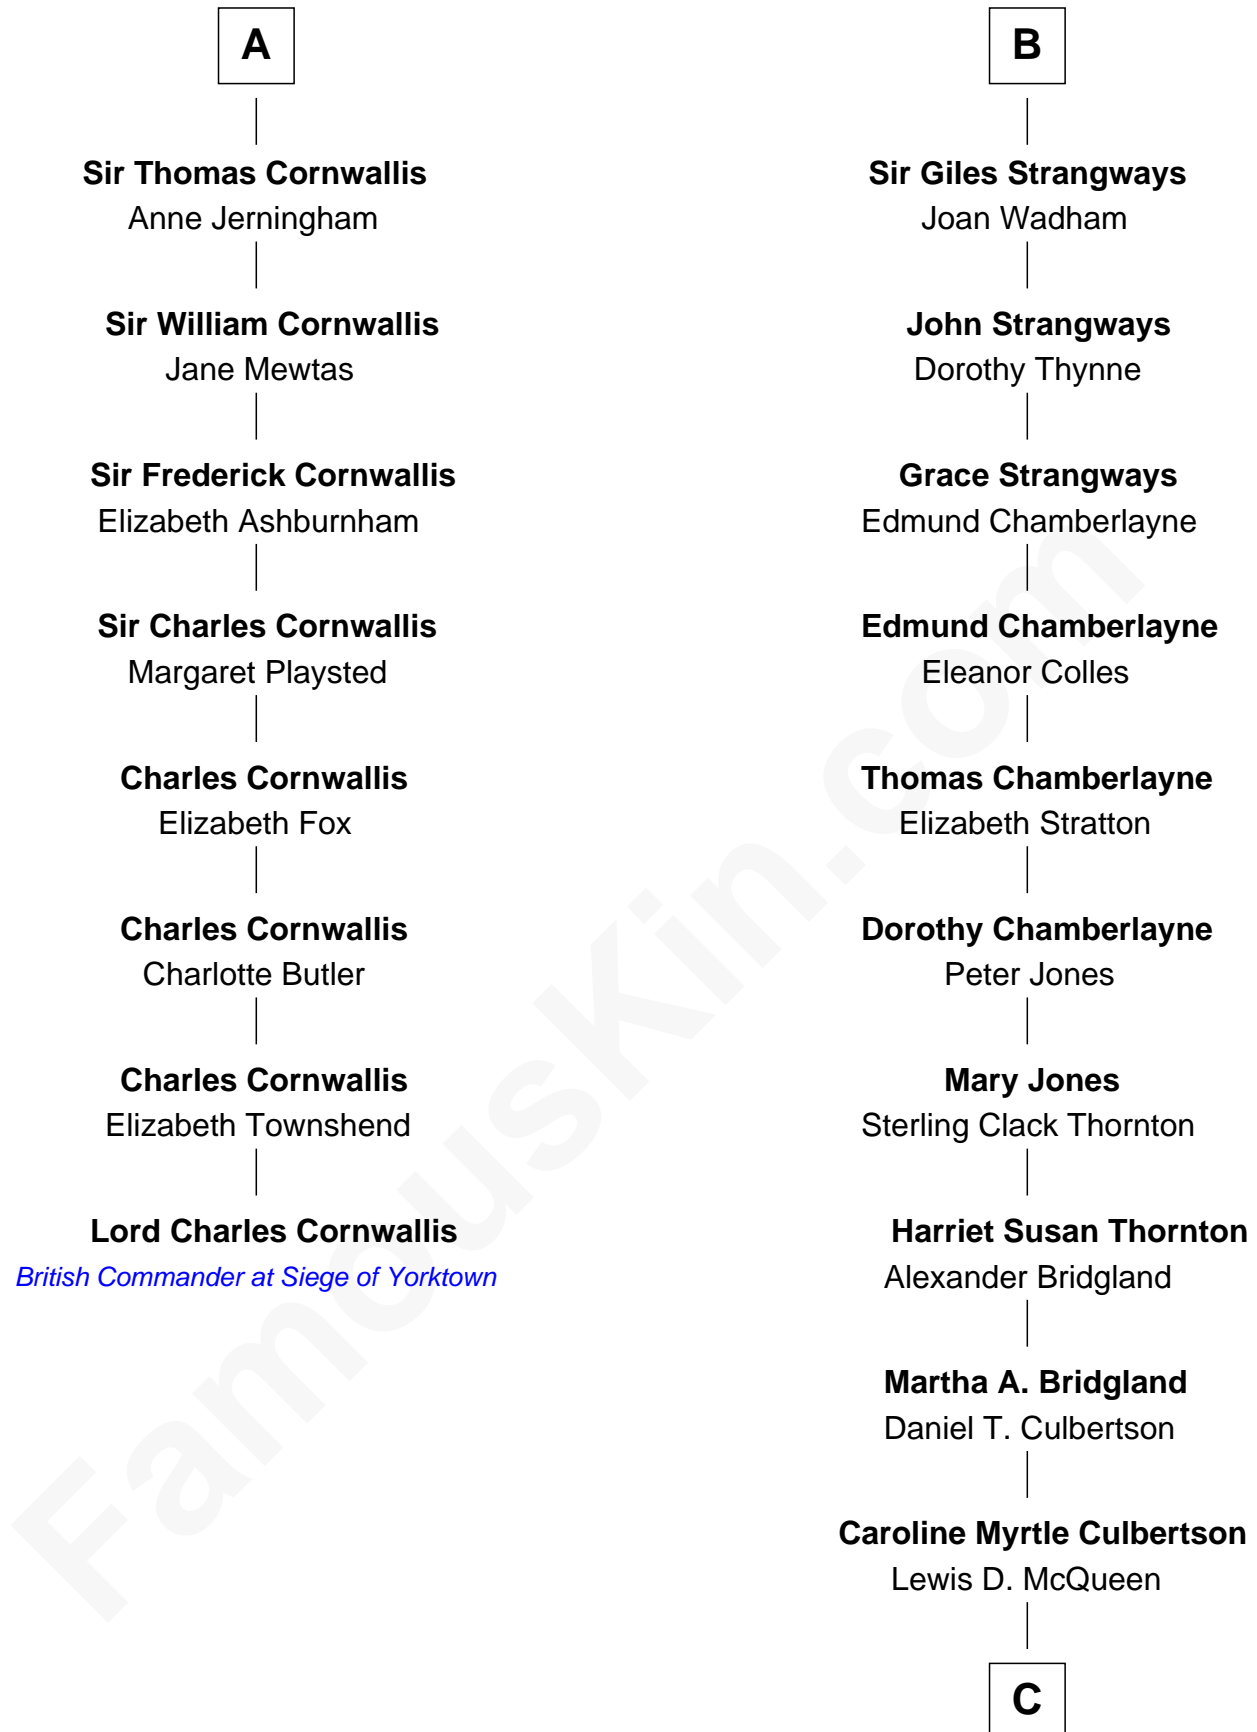 A
Sir Thomas Cornwallis
Anne Jerningham
Sir William Cornwallis
Jane Mewtas
Sir Frederick Cornwallis
Elizabeth Ashburnham
Sir Charles Cornwallis
Margaret Playsted
Charles Cornwallis
Elizabeth Fox
Charles Cornwallis
Charlotte Butler
Charles Cornwallis
Elizabeth Townshend
Lord Charles Cornwallis
British Commander at Siege of Yorktown
B
Sir Giles Strangways
Joan Wadham
John Strangways
Dorothy Thynne
Grace Strangways
Edmund Chamberlayne
Edmund Chamberlayne
Eleanor Colles
Thomas Chamberlayne
Elizabeth Stratton
Dorothy Chamberlayne
Peter Jones
Mary Jones
Sterling Clack Thornton
Harriet Susan Thornton
Alexander Bridgland
Martha A. Bridgland
Daniel T. Culbertson
Caroline Myrtle Culbertson
Lewis D. McQueen
C
FamousKin.com